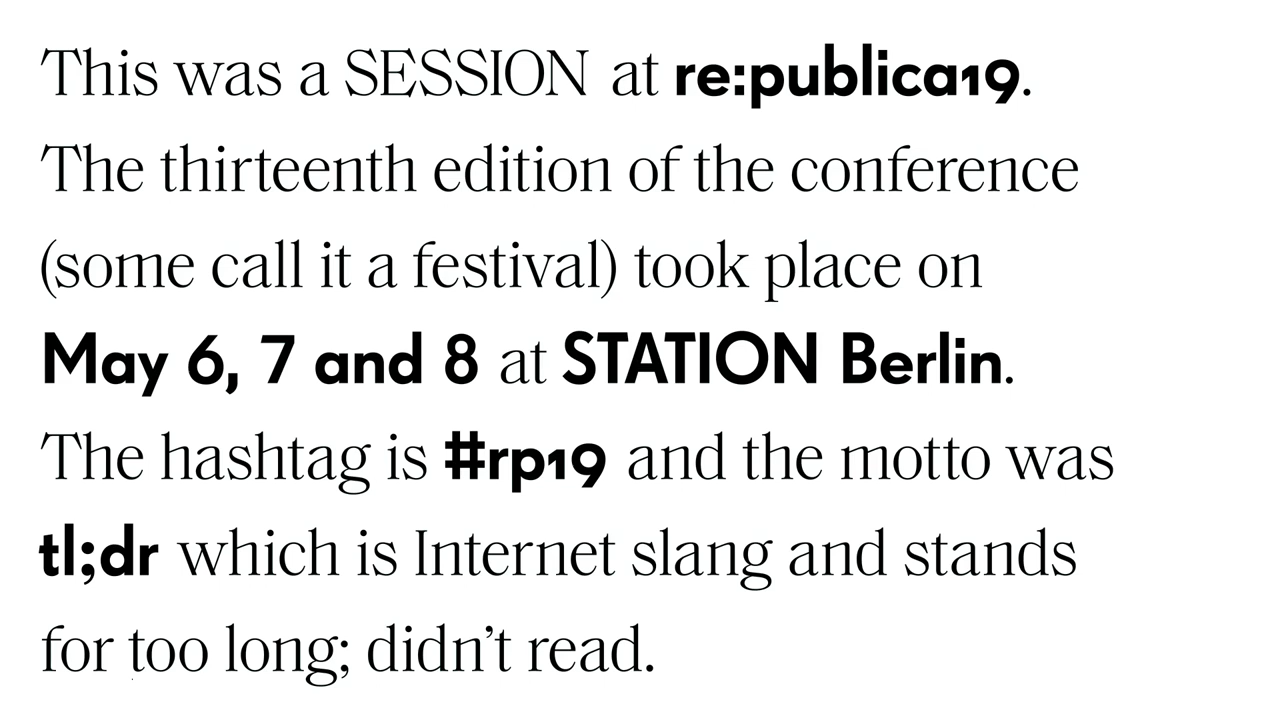 This was a SESSION at re:publica19.
The thirteenth edition of the conference
(some call it a festival) took place on
May 6, 7 and 8 at STATION Berlin.
The hashtag is #rp19 and the motto was
tl;dr which is Internet slang and stands
for too long; didn’t read.